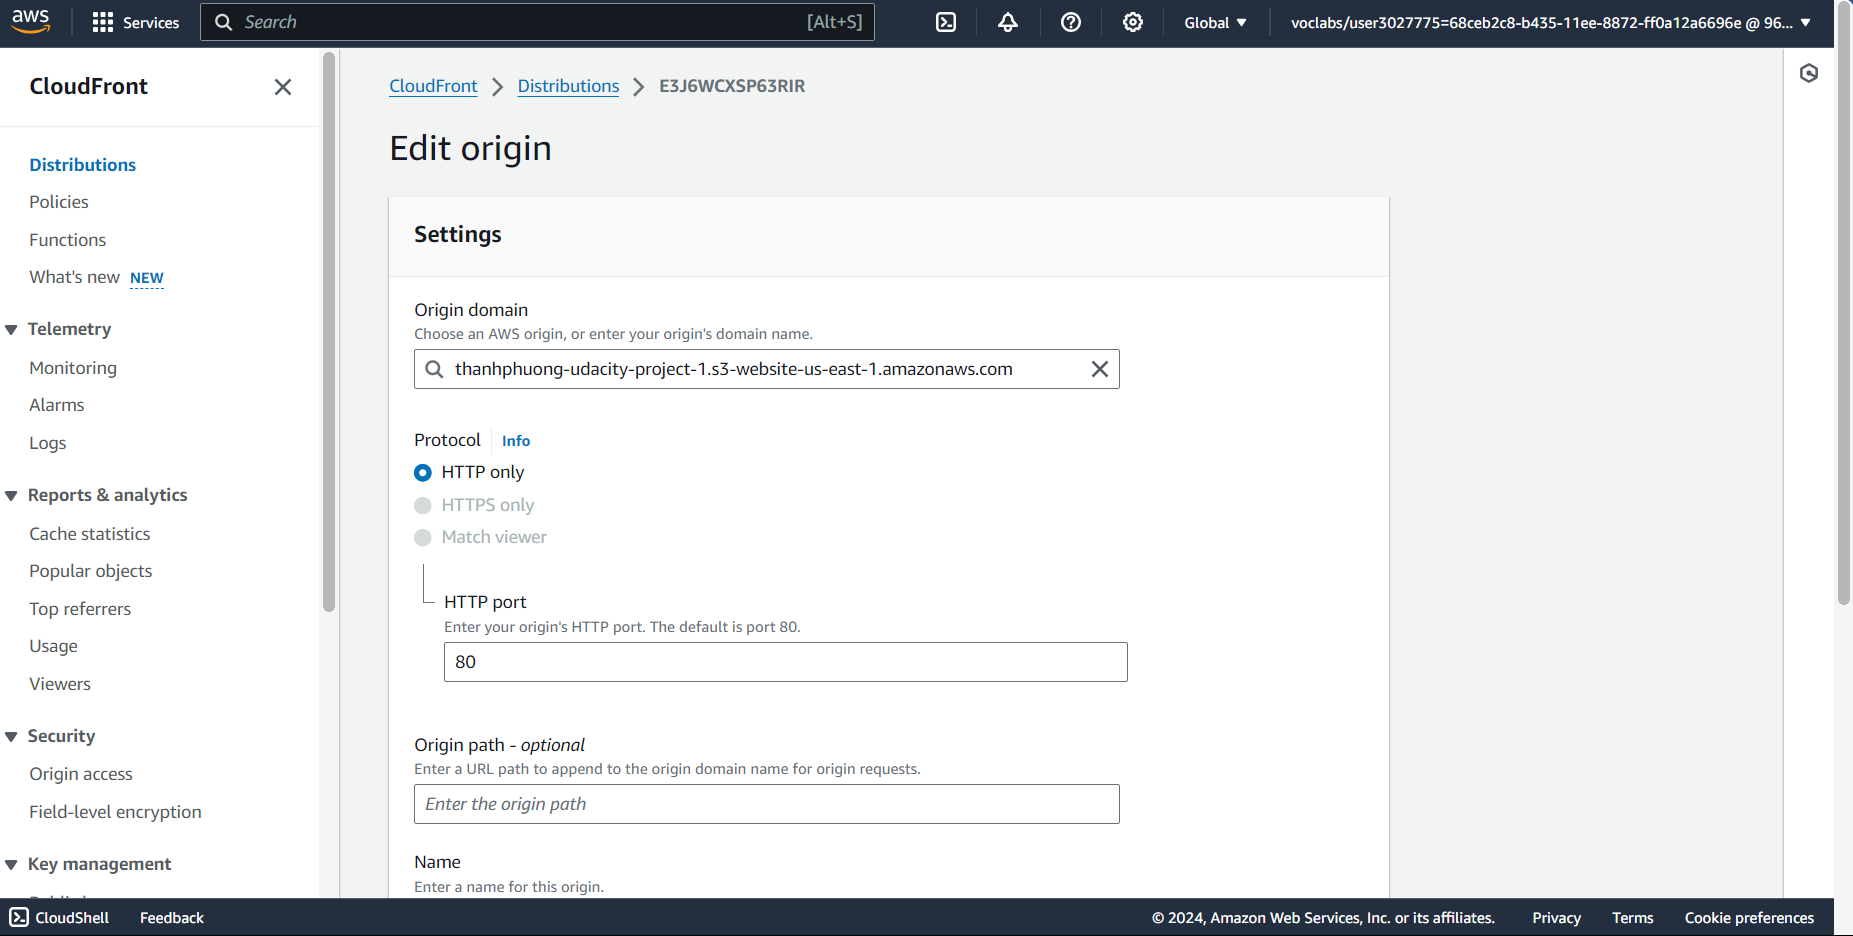 aws
Services
Search [Alt+S]
Global
voclabs/user3027775=68ceb2c8-b435-11ee-8872-ff0a12a6696e @ 96...
CloudFront
Distributions
Policies
Functions
What's new NEW
Telemetry
Monitoring
Alarms
Logs
Reports & analytics
Cache statistics
Popular objects
Top referrers
Usage
Viewers
Security
Origin access
Field-level encryption
Key management
CloudFront > Distributions > E3J6WCXSP63RIR
Edit origin
Settings
Origin domain
Choose an AWS origin, or enter your origin's domain name.
thanhphuong-udacity-project-1.s3-website-us-east-1.amazonaws.com
Protocol Info
HTTP only
HTTPS only
Match viewer
HTTP port
Enter your origin's HTTP port. The default is port 80.
80
Origin path - optional
Enter a URL path to append to the origin domain name for origin requests.
Enter the origin path
Name
Enter a name for this origin.
CloudShell
Feedback
© 2024, Amazon Web Services, Inc. or its affiliates.
Privacy
Terms
Cookie preferences